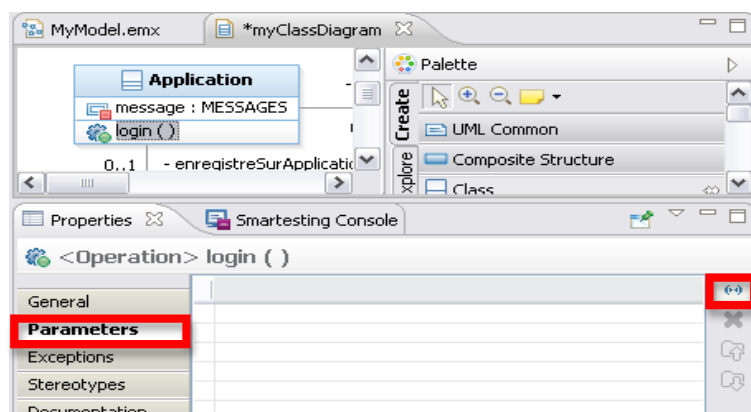 MyModel.emx *myClassDiagram
Palette
Application
message : MESSAGES
login ( )
0..1 - enregistreSurApplicatio
Create
UML Common
Composite Structure
xplore
Class
Properties Smartesting Console
<Operation> login ( )
General
Parameters
Exceptions
Stereotypes
Documentation